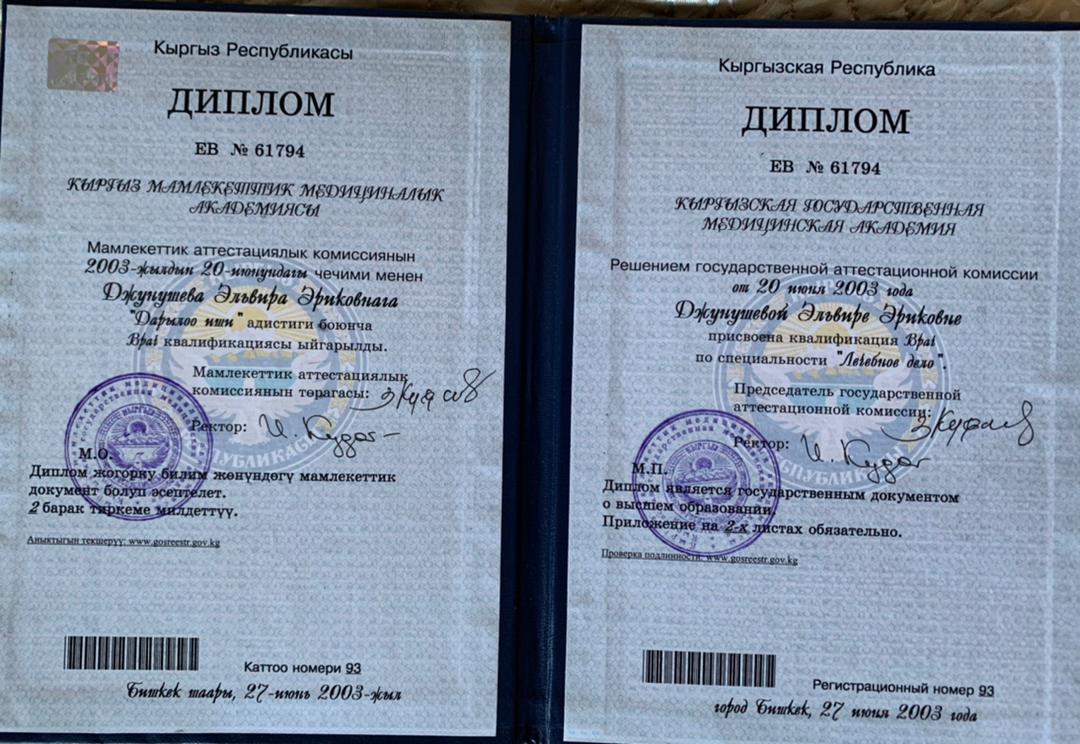 Кыргыз Республикасы
ДИПЛОМ
ЕВ № 61794
КЫРГЫЗ МАМЛЕКЕТТИК МЕДИЦИНАЛЫК
АКАДЕМИЯСЫ
Мамлекеттик аттестациялык комиссиянын
2003-жылдын 20-июнундагы чечими менен
Джунушева Эльвира Эриковнага
"Дарылоо иши" адистиги боюнча
Врач квалификациясы ыйгарылды.
Мамлекеттик аттестациялык
комиссиянын төрагасы:
Ректор:
М.О.
Диплом жогорку билим жөнүндөгү мамлекеттик
документ болуп эсептелет.
2 барак тиркеме милдеттүү.
Аныктыгын текшерүү: www.gosreestr.gov.kg
Каттоо номери 93
Бишкек шаары, 27-июнь 2003-жыл
Кыргызская Республика
ДИПЛОМ
ЕВ № 61794
КЫРГЫЗСКАЯ ГОСУДАРСТВЕННАЯ
МЕДИЦИНСКАЯ АКАДЕМИЯ
Решением государственной аттестационной комиссии
от 20 июня 2003 года
Джунушевой Эльвире Эриковне
присвоена квалификация Врач
по специальности "Лечебное дело".
Председатель государственной
аттестационной комиссии:
Ректор:
М.П.
Диплом является государственным документом
о высшем образовании.
Приложение на 2-х листах обязательно.
Проверка подлинности: www.gosreestr.gov.kg
Регистрационный номер 93
город Бишкек, 27 июня 2003 года